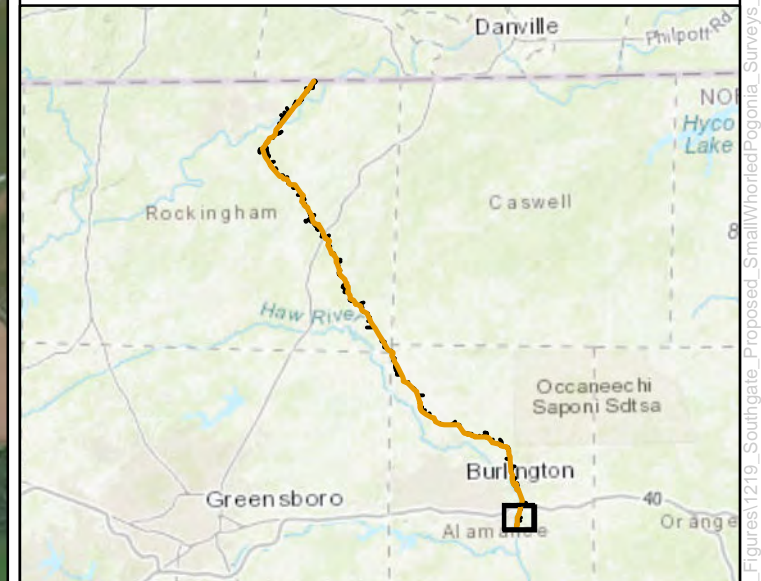 Danville
Philpott Rd
NOR
Hyco
Lake
Caswell
Rockingham
8
Haw River
Occaneechi
Saponi Sdtsa
Burlington
Greensboro
40
Alamance
Orange
_Figures\1219_Southgate_Proposed_SmallWhorledPogonia_Surveys_